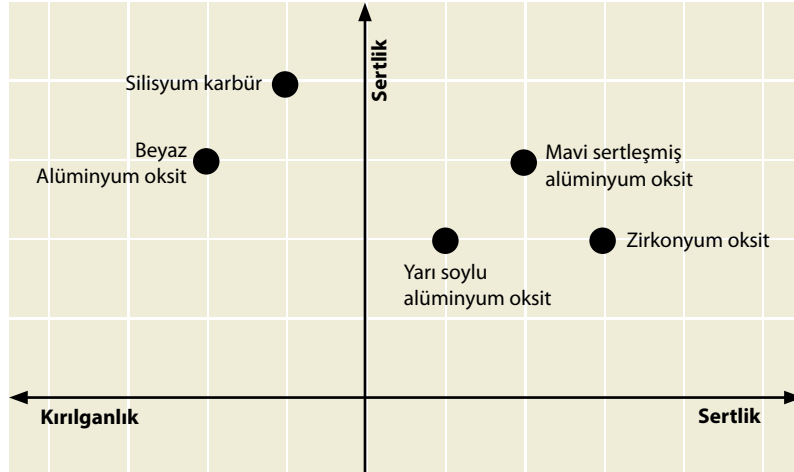 Sertlik
Silisyum karbür
Beyaz
Alüminyum oksit
Mavi sertleşmiş
alüminyum oksit
Zirkonyum oksit
Yarı soylu
alüminyum oksit
Kırılganlık
Sertlik